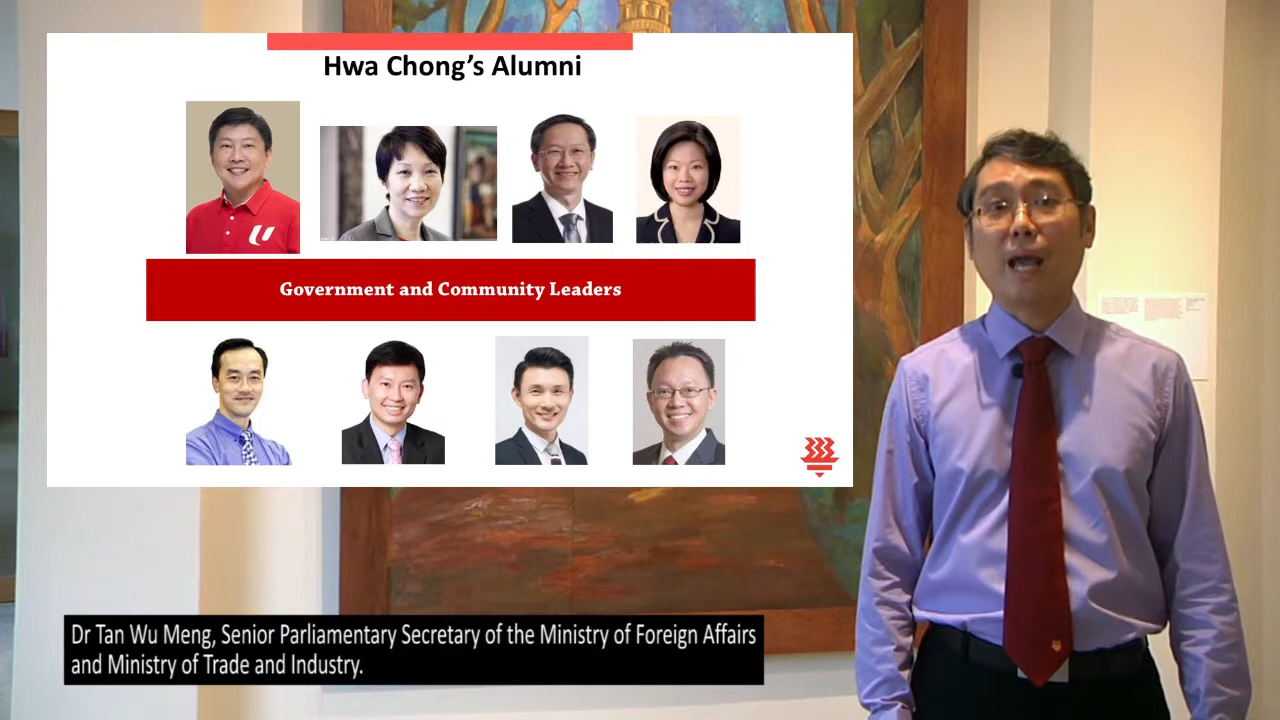 Hwa Chong's Alumni
Government and Community Leaders
Dr Tan Wu Meng, Senior Parliamentary Secretary of the Ministry of Foreign Affairs
and Ministry of Trade and Industry.